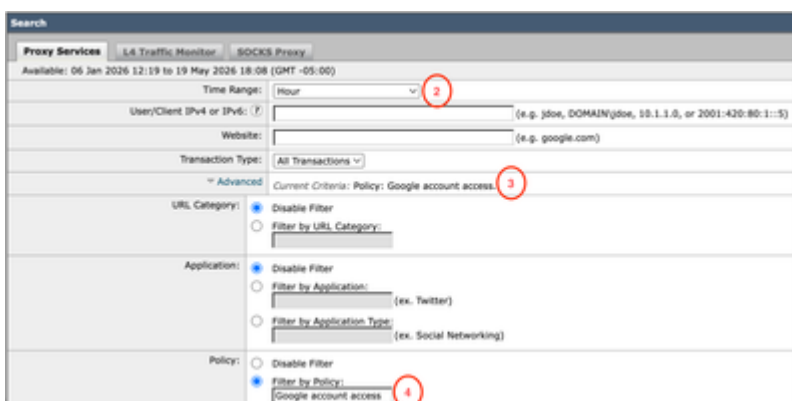 Search
Proxy Services L4 Traffic Monitor SOCKS Proxy
Available: 06 Jan 2026 12:19 to 19 May 2026 18:08 (GMT -05:00)
Time Range: Hour 2
User/Client IPv4 or IPv6: ? (e.g. jdoe, DOMAIN\jdoe, 10.1.1.0, or 2001:420:80:1::5)
Website: (e.g. google.com)
Transaction Type: All Transactions
Advanced Current Criteria: Policy: Google account access. 3
URL Category: Disable Filter
Filter by URL Category:
Application: Disable Filter
Filter by Application:
(ex. Twitter)
Filter by Application Type:
(ex. Social Networking)
Policy: Disable Filter
Filter by Policy:
Google account access 4